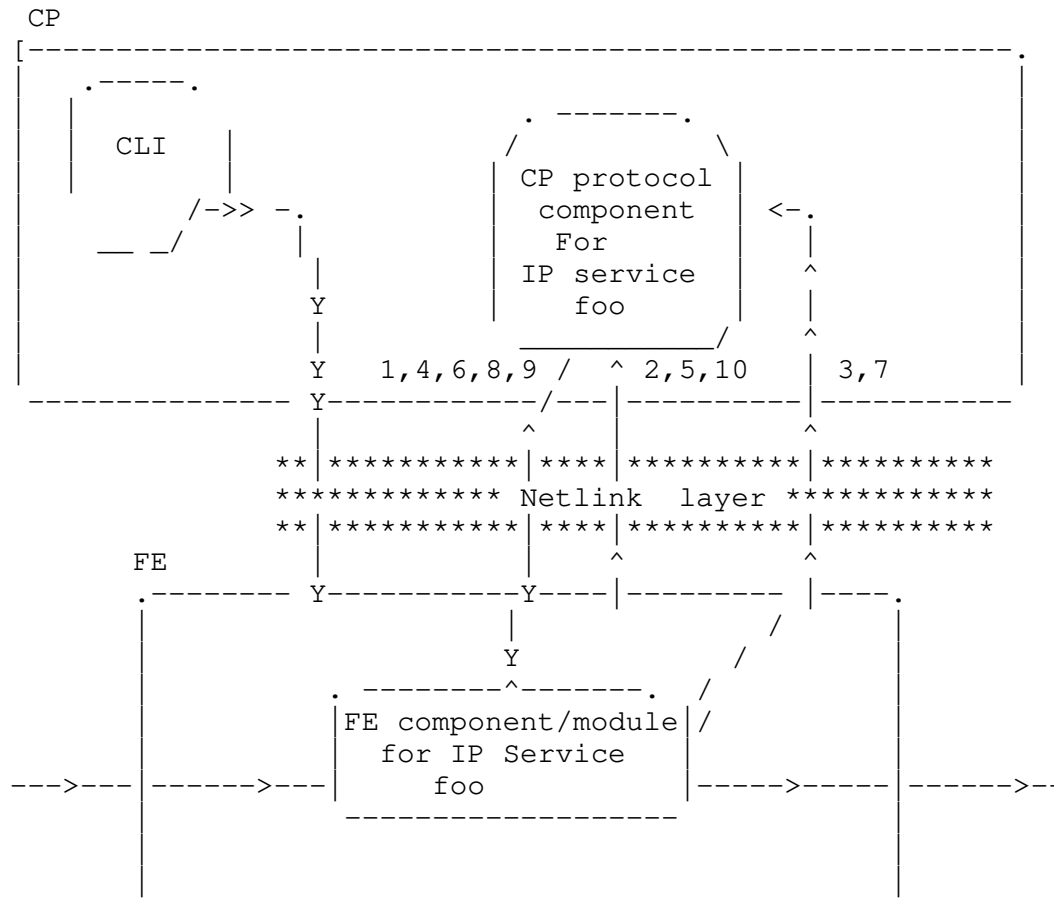 CP
CLI
CP protocol
component
For
IP service
foo
Y
Y
Y 1,4,6,8,9 / ^ 2,5,10 3,7
Y
Netlink layer
FE
Y Y
Y
FE component/module
for IP Service
foo